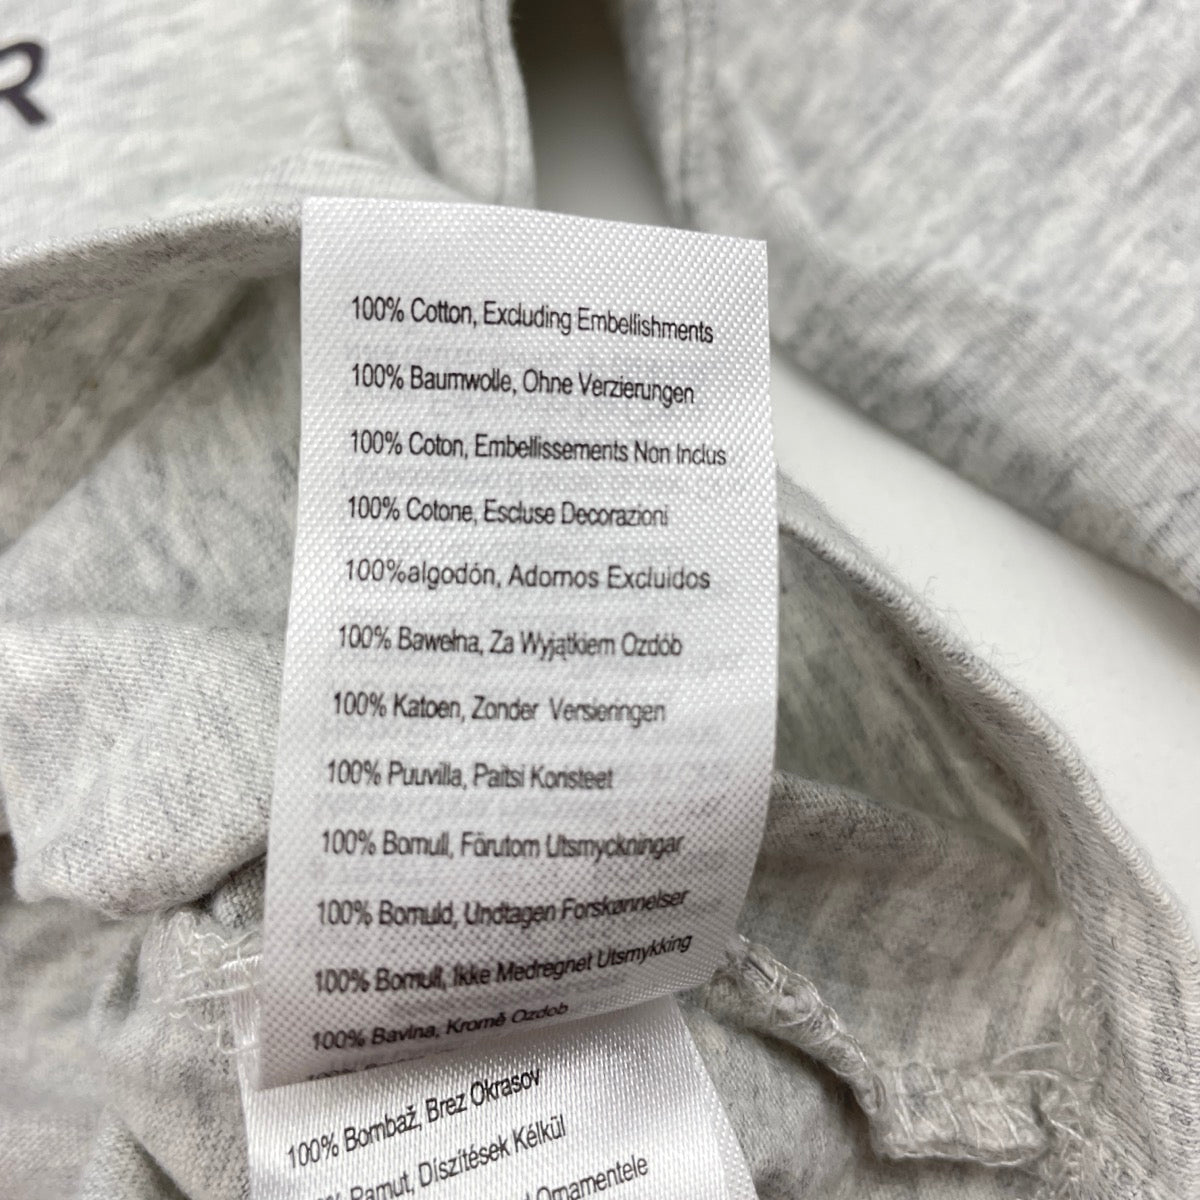 R
100% Cotton, Excluding Embellishments
100% Baumwolle, Ohne Verzierungen
100% Coton, Embellissements Non Inclus
100% Cotone, Escluse Decorazioni
100%algodón, Adornos Excluidos
100% Bawełna, Za Wyjątkiem Ozdób
100% Katoen, Zonder Versieringen
100% Puuvilla, Paitsi Koristeet
100% Bomull, Förutom Utsmyckningar
100% Bomuld, Undtagen Forskønnelser
100% Bomull, Ikke Medregnet Utsmykking
100% Bavlna, Kromě Ozdob
100% Bombaž, Brez Okrasov
% Pamut, Díszítések Kélkül
Ornamentele